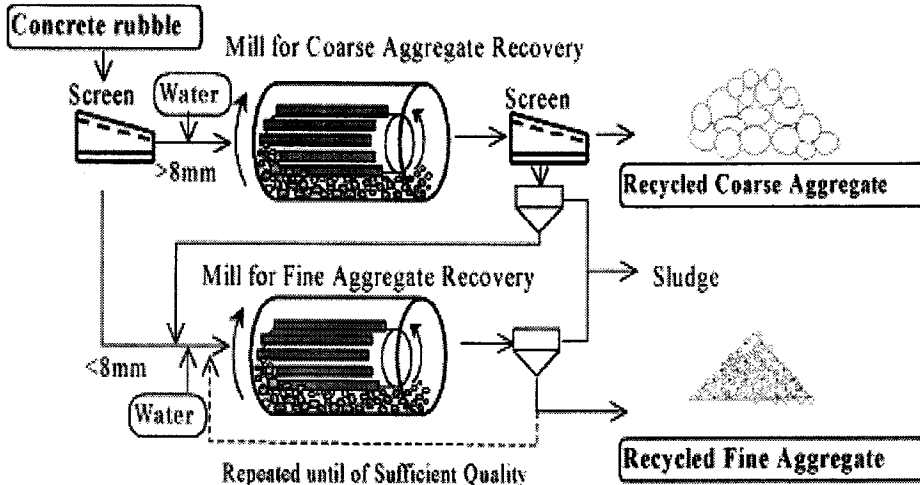 Concrete rubble
Mill for Coarse Aggregate Recovery
Screen
Water
Screen
>8mm
Recycled Coarse Aggregate
Mill for Fine Aggregate Recovery
Sludge
<8mm
Water
Recycled Fine Aggregate
Repeated until of Sufficient Quality